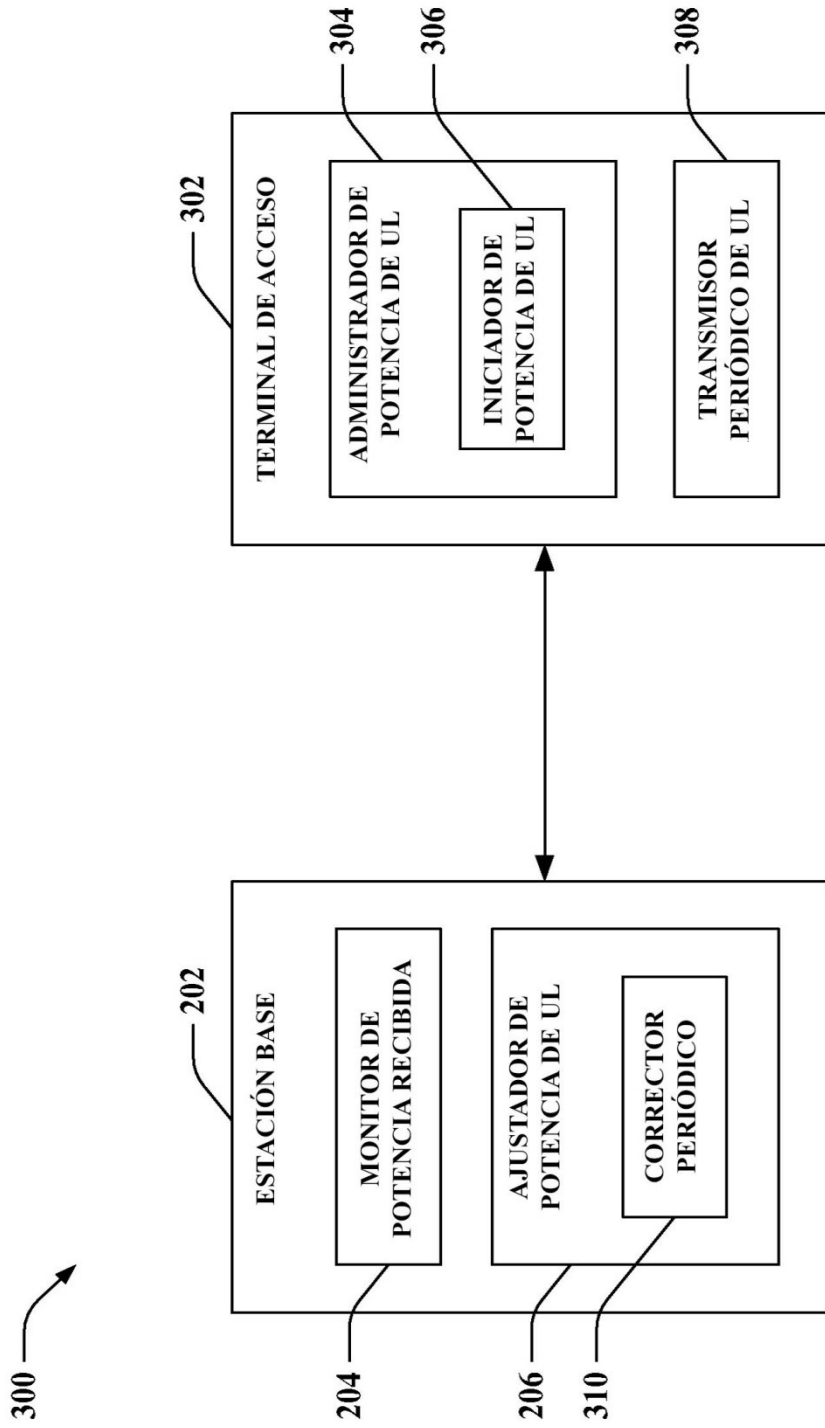 300
202
ESTACIÓN BASE
204
MONITOR DE
POTENCIA RECIBIDA
206
AJUSTADOR DE
POTENCIA DE UL
310
CORRECTOR
PERIÓDICO
302
TERMINAL DE ACCESO
304
ADMINISTRADOR DE
POTENCIA DE UL
306
INICIADOR DE
POTENCIA DE UL
308
TRANSMISOR
PERIÓDICO DE UL